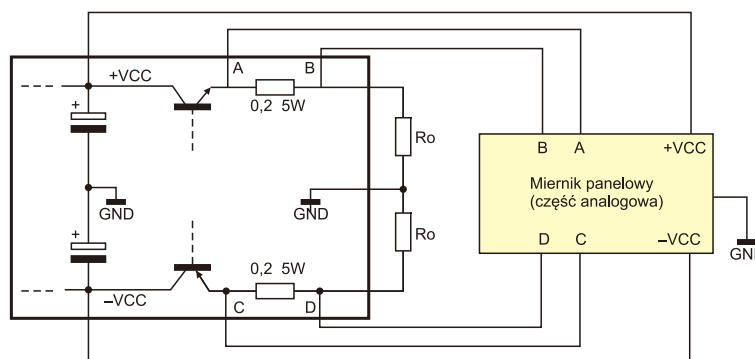 +VCC
A
B
0,2 5W
+
GND
GND
Ro
Ro
+
0,2 5W
–VCC
C
D
B
A
+VCC
Miernik panelowy
(część analogowa)
D
C
–VCC
GND